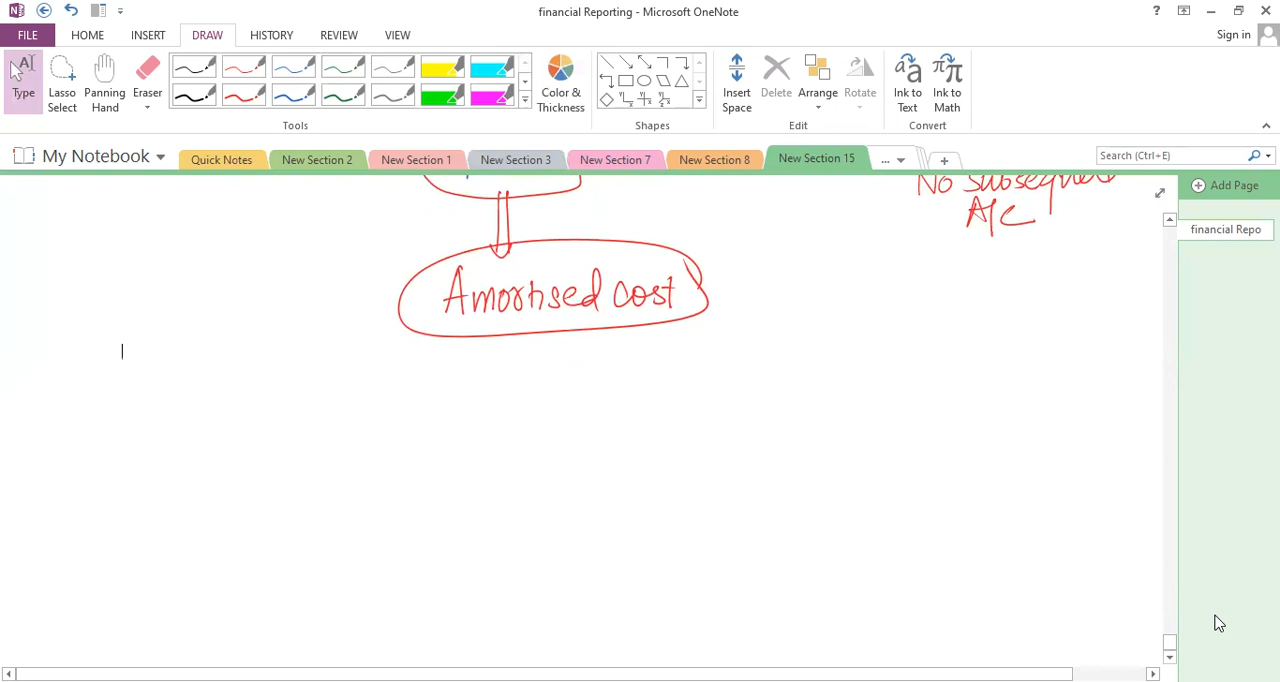 financial Reporting - Microsoft OneNote
FILE HOME INSERT DRAW HISTORY REVIEW VIEW Sign in
Type
Lasso Select
Panning Hand
Eraser
Color & Thickness
Insert Space
Delete
Arrange
Rotate
Ink to Text
Ink to Math
Tools Shapes Edit Convert
My Notebook Quick Notes New Section 2 New Section 1 New Section 3 New Section 7 New Section 8 New Section 15 ... Search (Ctrl+E)
Add Page
financial Repo
No subsequent
A/C
Amortised cost